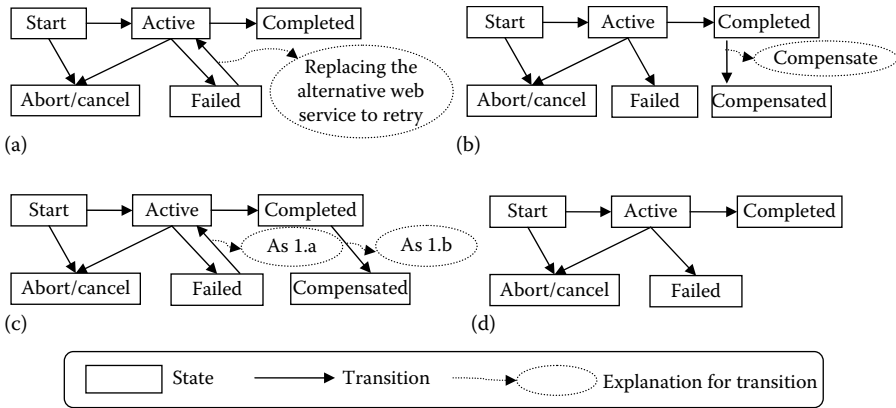 Start Active Completed
Replacing the
alternative web
service to retry
Abort/cancel Failed
(a)
Start Active Completed
Compensate
Abort/cancel Failed Compensated
(b)
Start Active Completed
As 1.a As 1.b
Abort/cancel Failed Compensated
(c)
Start Active Completed
Abort/cancel Failed
(d)
State Transition Explanation for transition